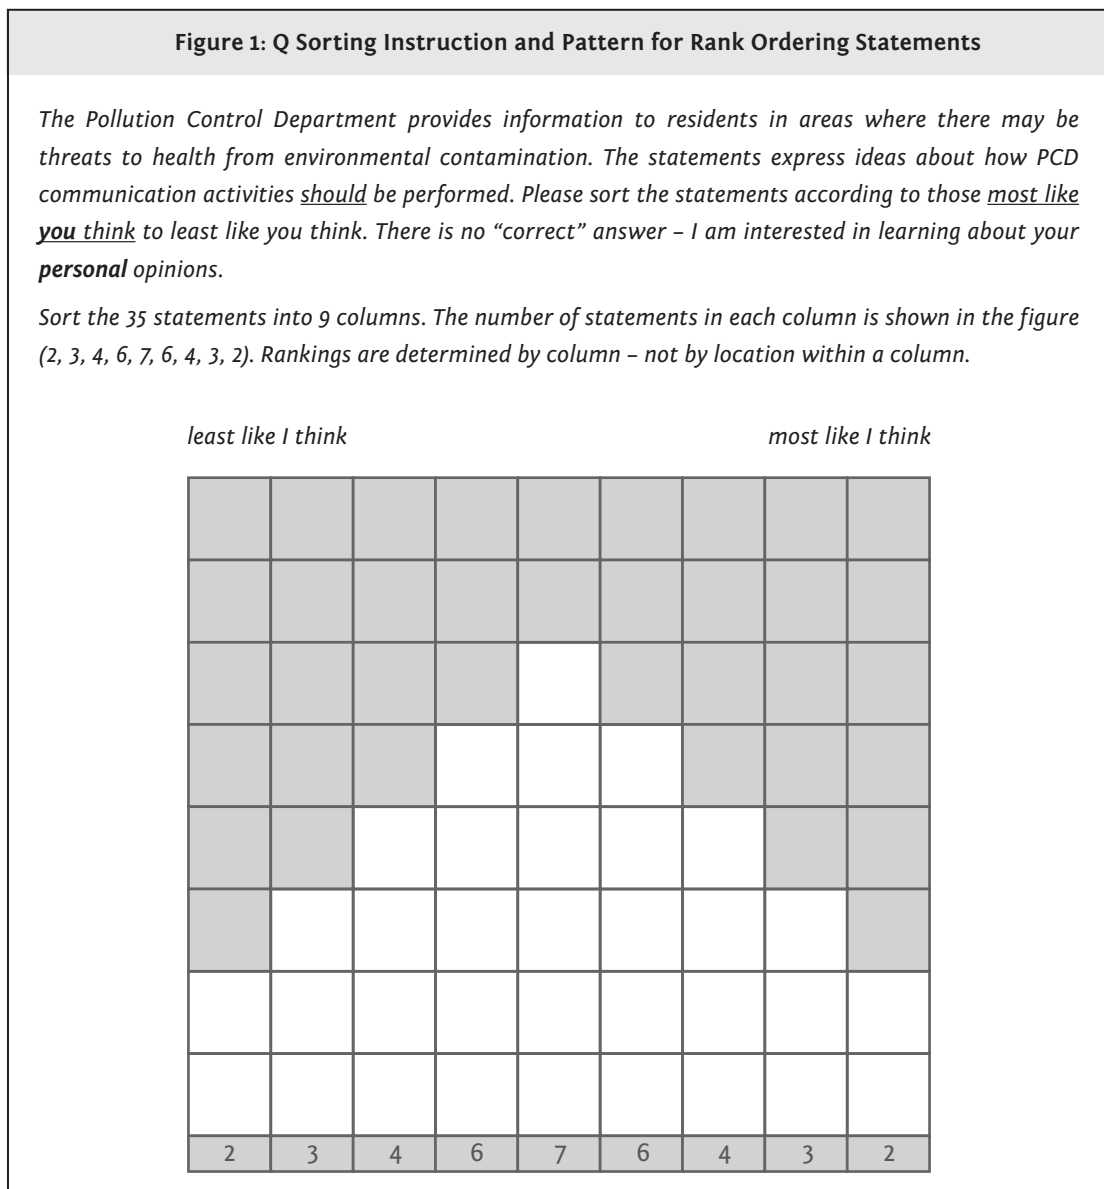 Figure 1: Q Sorting Instruction and Pattern for Rank Ordering Statements
The Pollution Control Department provides information to residents in areas where there may be
threats to health from environmental contamination. The statements express ideas about how PCD
communication activities should be performed. Please sort the statements according to those most like
you think to least like you think. There is no “correct” answer – I am interested in learning about your
personal opinions.
Sort the 35 statements into 9 columns. The number of statements in each column is shown in the figure
(2, 3, 4, 6, 7, 6, 4, 3, 2). Rankings are determined by column – not by location within a column.
least like I think most like I think
2 3 4 6 7 6 4 3 2